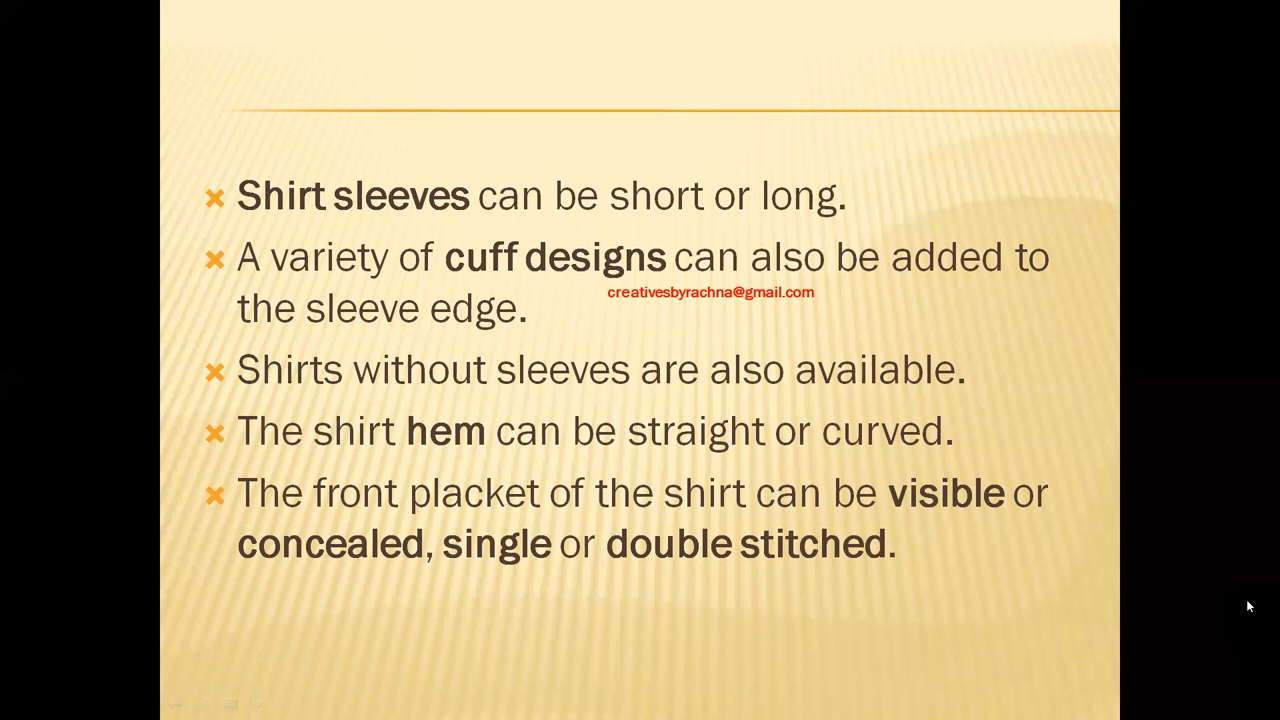 Shirt sleeves can be short or long.
A variety of cuff designs can also be added to
creativesbyrachna@gmail.com
the sleeve edge.
Shirts without sleeves are also available.
The shirt hem can be straight or curved.
The front placket of the shirt can be visible or
concealed, single or double stitched.